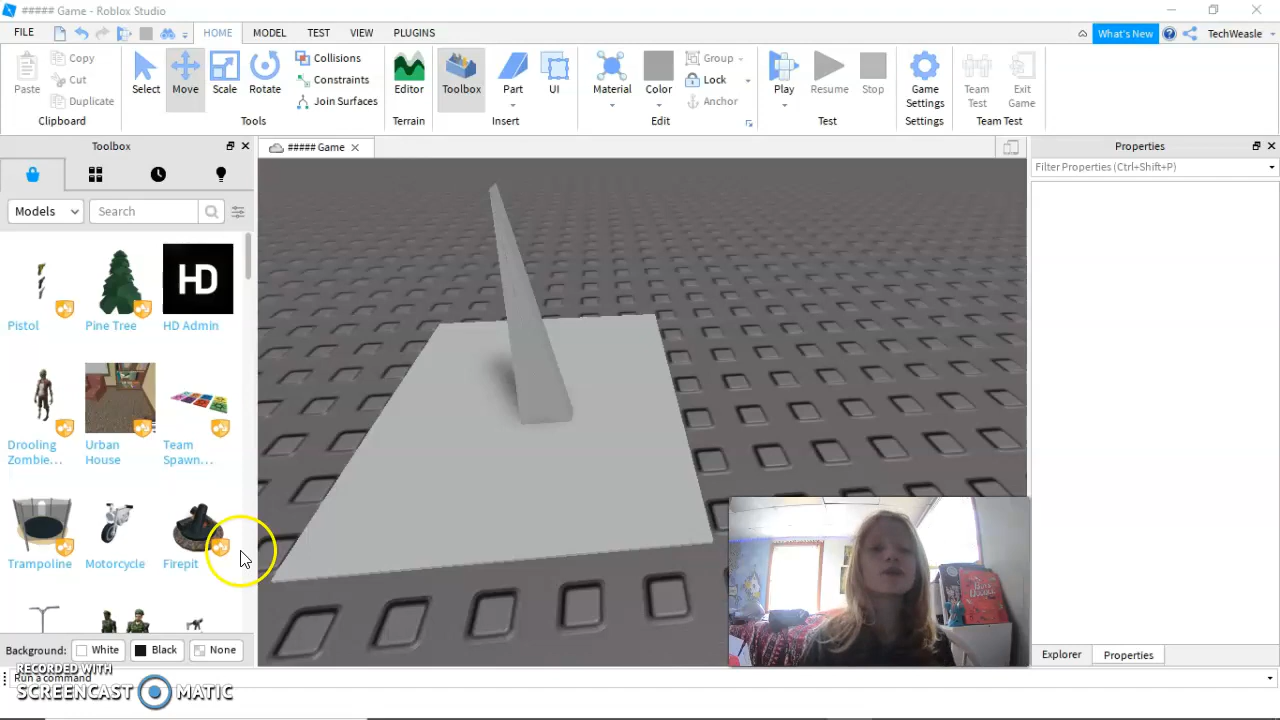 ##### Game - Roblox Studio
FILE HOME MODEL TEST VIEW PLUGINS What's New TechWeasle
Paste Copy Cut Duplicate
Select Move Scale Rotate Collisions Constraints Join Surfaces
Editor Toolbox Part UI
Material Color Group Lock Anchor
Play Resume Stop Game Settings Team Test Exit Game
Clipboard Tools Terrain Insert Edit Test Settings Team Test
Toolbox ##### Game Properties
Filter Properties (Ctrl+Shift+P)
Models Search
HD
Pistol Pine Tree HD Admin
Drooling Zombie... Urban House Team Spawn...
Trampoline Motorcycle Firepit
Background: White Black None
Explorer Properties
RECORDED WITH
Run a command
SCREENCAST MATIC